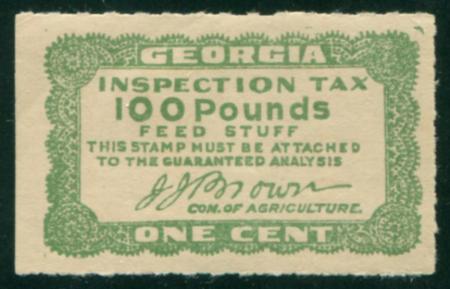 GEORGIA
INSPECTION TAX
100 Pounds
FEED STUFF
THIS STAMP MUST BE ATTACHED
TO THE GUARANTEED ANALYSIS
J.J. Brown
COM. OF AGRICULTURE.
ONE CENT